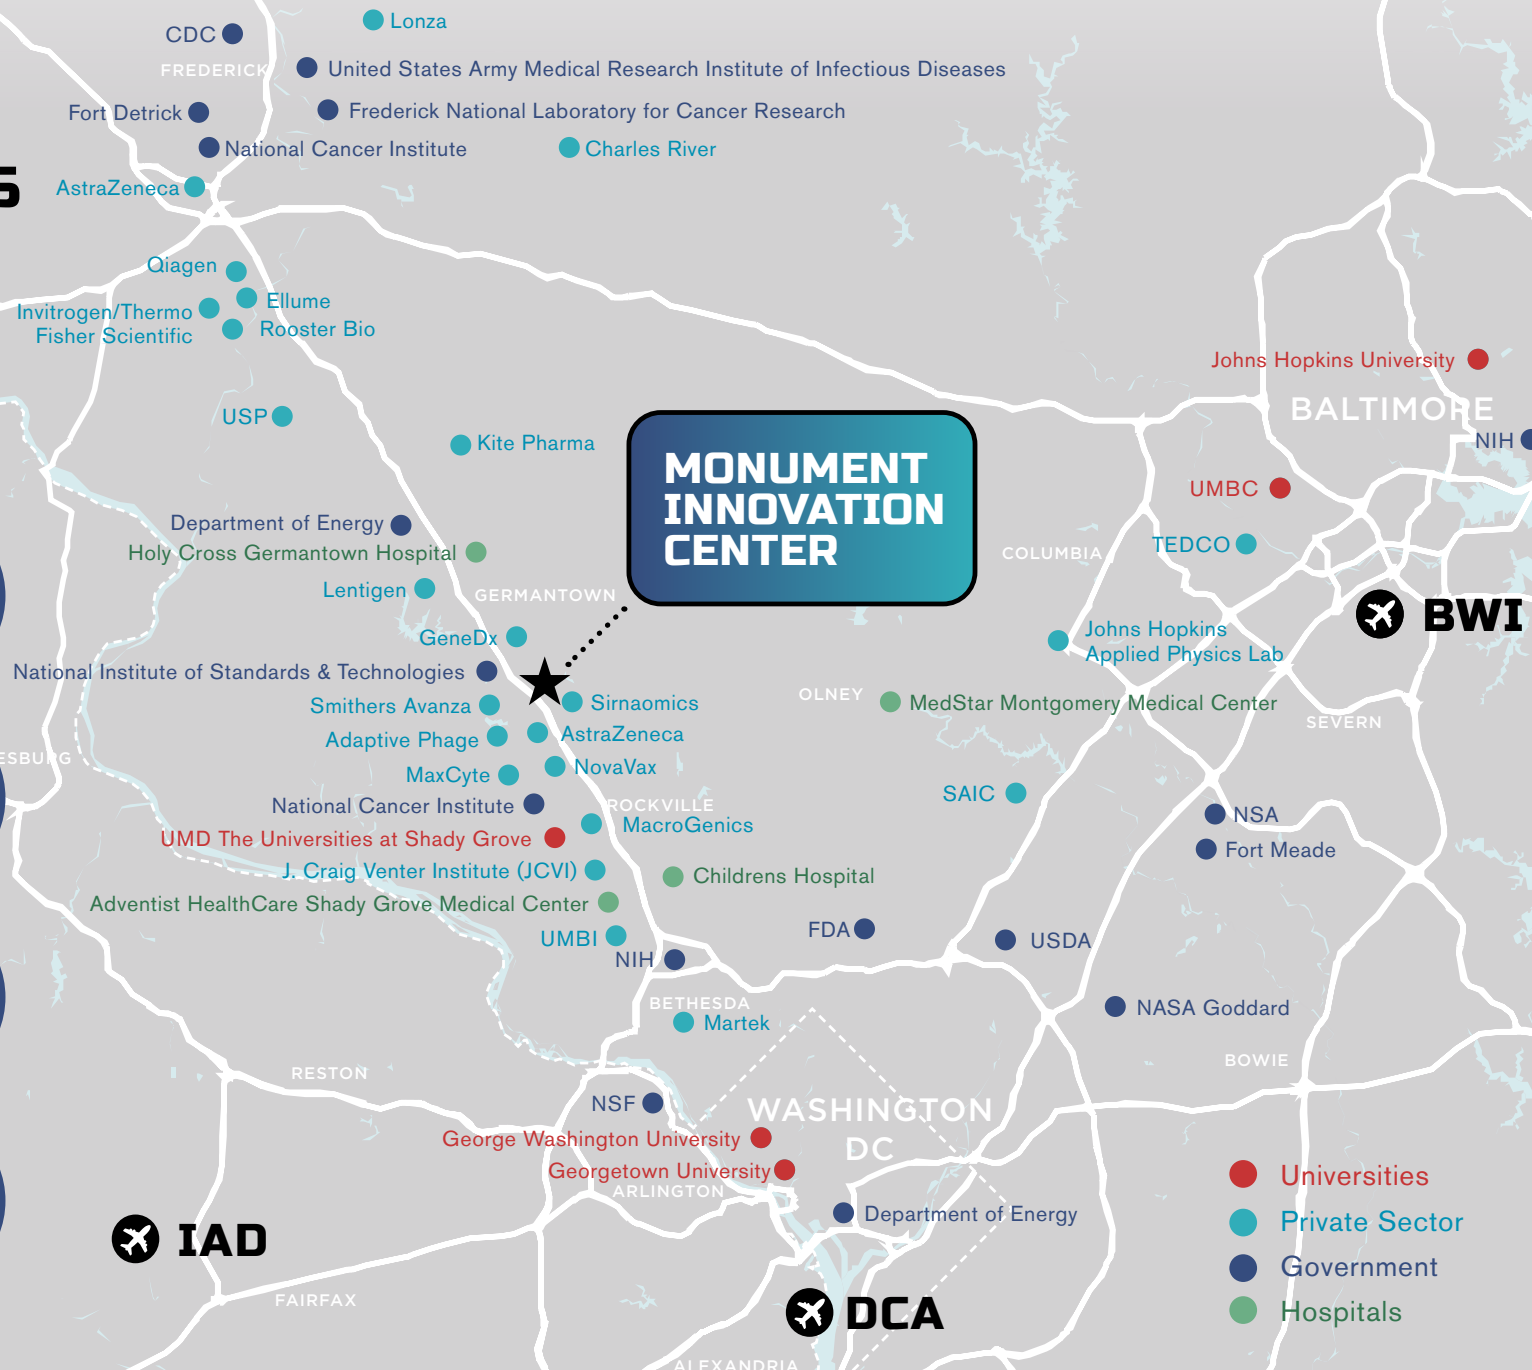 Lonza
CDC
FREDERICK
United States Army Medical Research Institute of Infectious Diseases
Fort Detrick
Frederick National Laboratory for Cancer Research
National Cancer Institute
Charles River
S
AstraZeneca
Qiagen
Ellume
Invitrogen/Thermo
Fisher Scientific
Rooster Bio
Johns Hopkins University
BALTIMORE
USP
Kite Pharma
NIH
MONUMENT
INNOVATION
CENTER
UMBC
Department of Energy
Holy Cross Germantown Hospital
COLUMBIA
TEDCO
Lentigen
GERMANTOWN
BWI
GeneDx
Johns Hopkins
Applied Physics Lab
National Institute of Standards & Technologies
OLNEY
MedStar Montgomery Medical Center
Smithers Avanza
Sirnaomics
SEVERN
Adaptive Phage
AstraZeneca
ESBURG
MaxCyte
NovaVax
SAIC
National Cancer Institute
ROCKVILLE
NSA
MacroGenics
UMD The Universities at Shady Grove
Fort Meade
J. Craig Venter Institute (JCVI)
Childrens Hospital
Adventist HealthCare Shady Grove Medical Center
FDA
UMBI
USDA
NIH
BETHESDA
NASA Goddard
Martek
BOWIE
RESTON
NSF
WASHINGTON
DC
George Washington University
Georgetown University
ARLINGTON
Department of Energy
Universities
Private Sector
Government
Hospitals
IAD
FAIRFAX
DCA
ALEXANDRIA